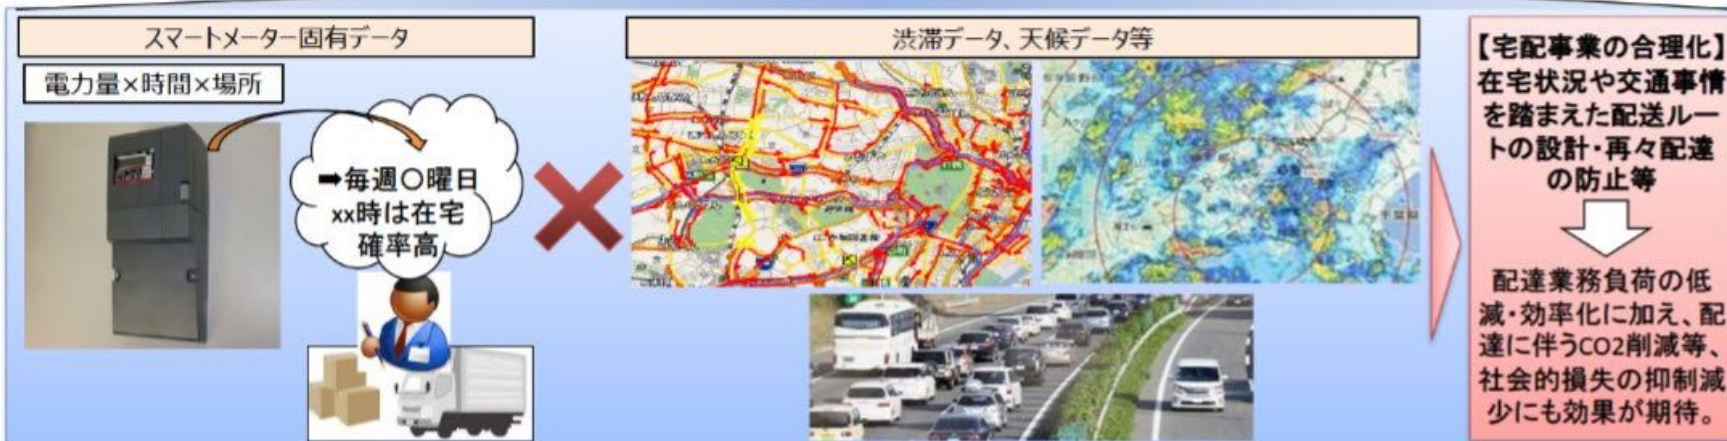 スマートメーター固有データ
電力量×時間×場所
➡毎週〇曜日
xx時は在宅
確率高
渋滞データ、天候データ等
【宅配事業の合理化】
在宅状況や交通事情
を踏まえた配送ルー
トの設計・再々配達
の防止等
配達業務負荷の低
減・効率化に加え、配
達に伴うCO2削減等、
社会的損失の抑制減
少にも効果が期待。
千葉県